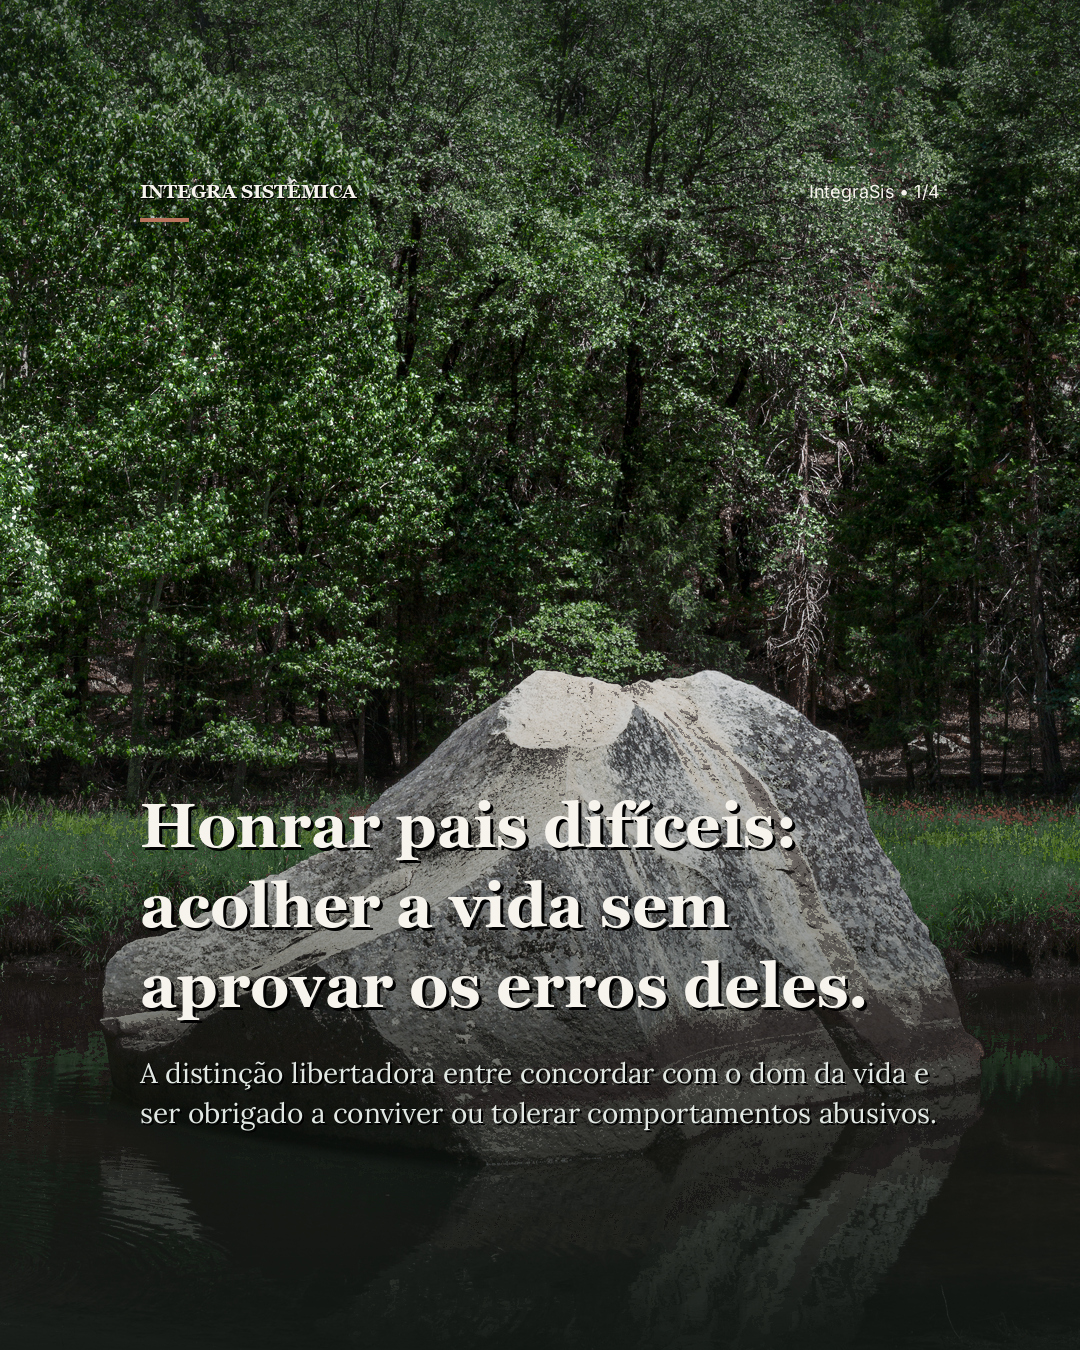 INTEGRA SISTÊMICA
IntegraSis • 1/4
Honrar pais difíceis:
acolher a vida sem
aprovar os erros deles.
A distinção libertadora entre concordar com o dom da vida e
ser obrigado a conviver ou tolerar comportamentos abusivos.